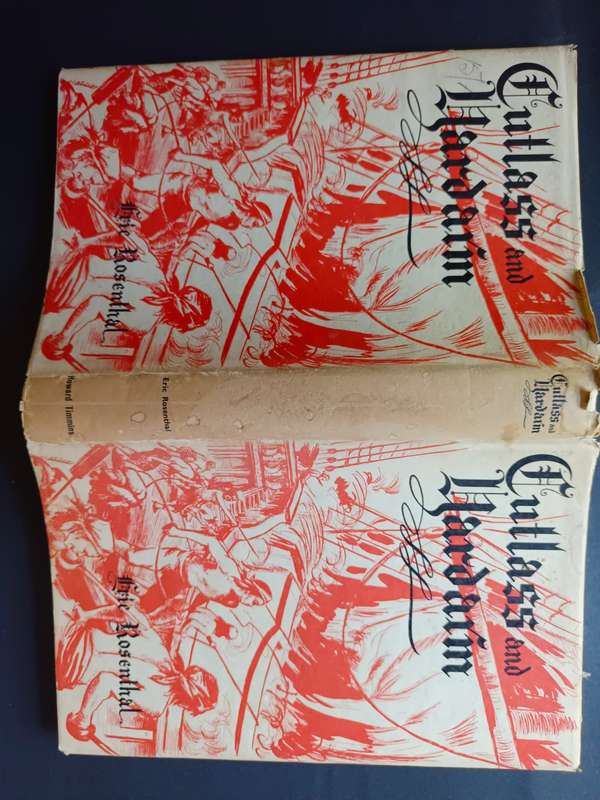 Cutlass and
Yardarm
Eric Rosenthal
Cutlass and
Yardarm
Eric Rosenthal
Howard Timmins
Cutlass and
Yardarm
Eric Rosenthal